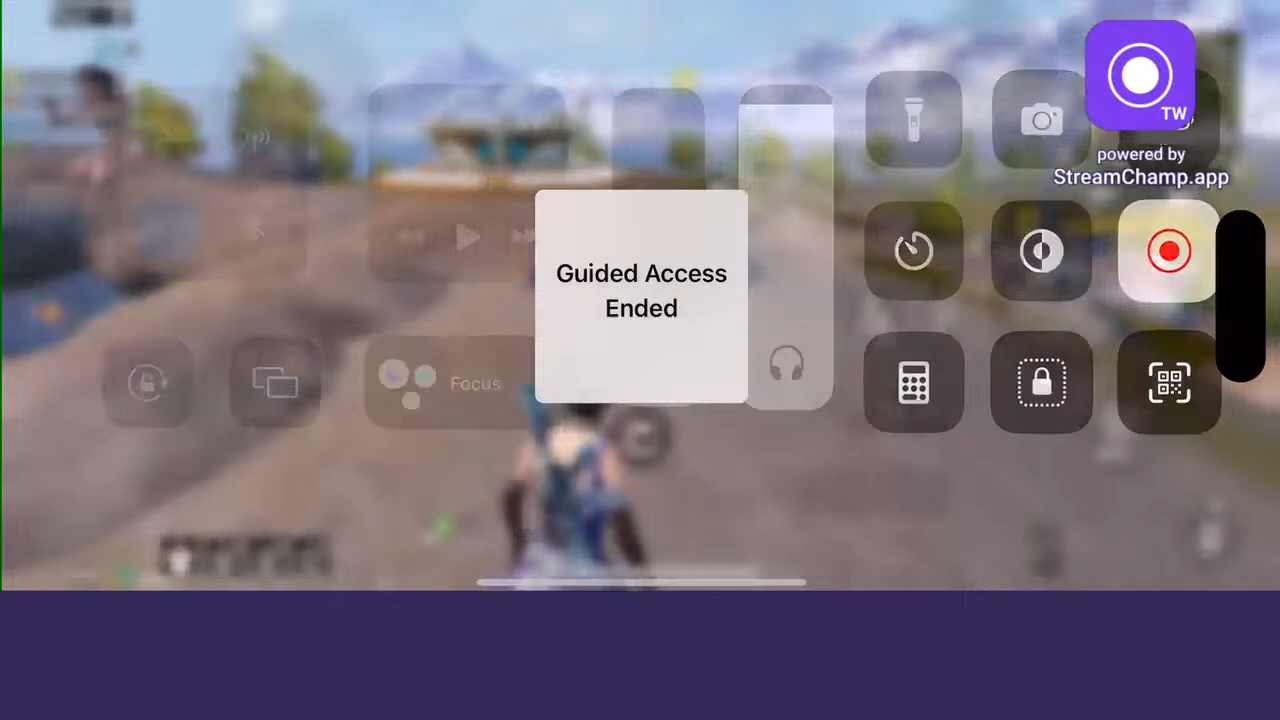 TW
powered by
StreamChamp.app
Guided Access
Ended
Focus